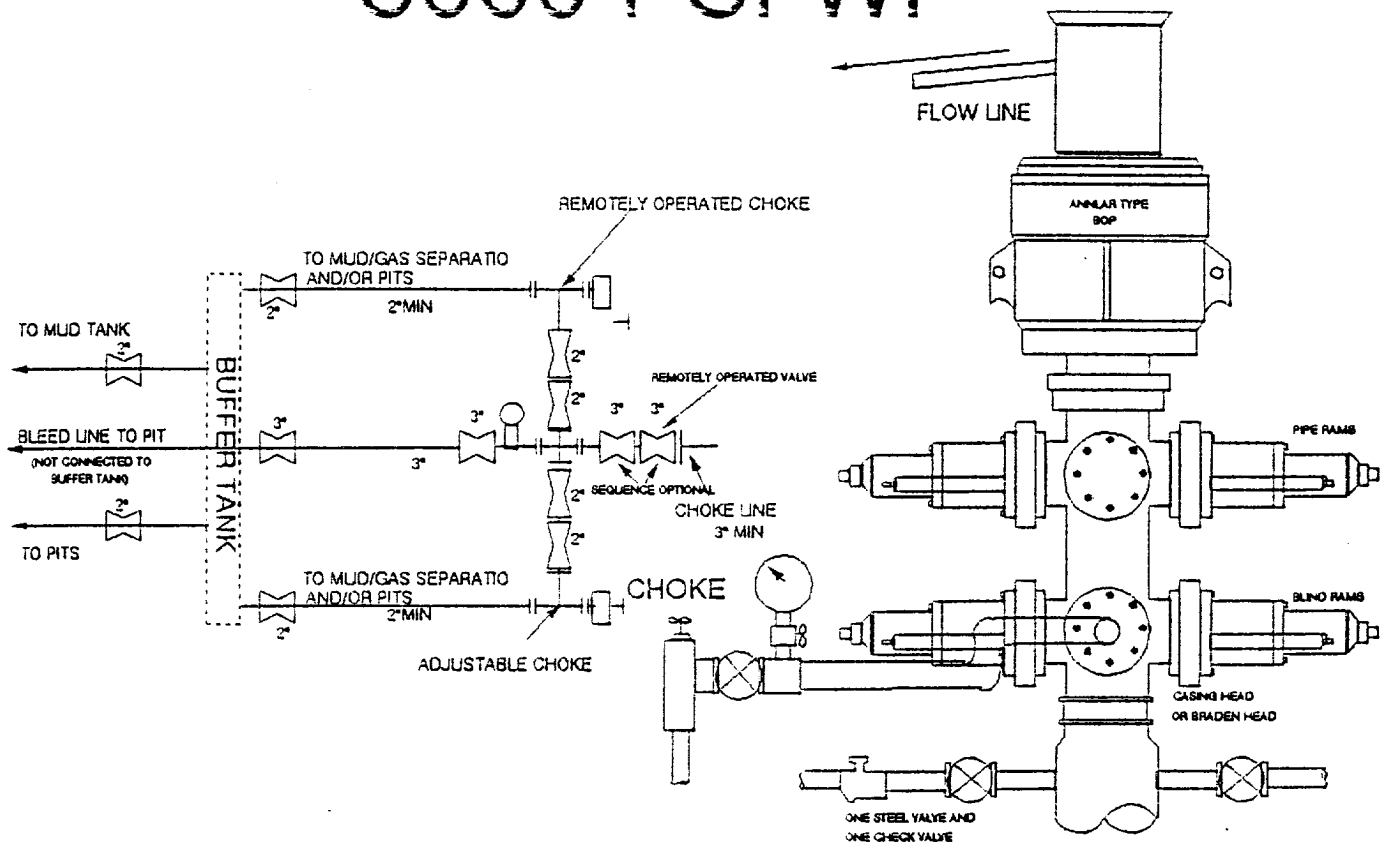 FLOW LINE
ANNLAR TYPE
BOP
REMOTELY OPERATED CHOKE
TO MUD/GAS SEPARATIO
AND/OR PITS
2"
2"MIN
TO MUD TANK
2"
BUFFER TANK
2"
2"
REMOTELY OPERATED VALVE
3"
3"
3"
3"
BLEED LINE TO PIT
(NOT CONNECTED TO
BUFFER TANK)
3"
SEQUENCE OPTIONAL
CHOKE LINE
3" MIN
PIPE RAMS
2"
2"
2"
TO PITS
TO MUD/GAS SEPARATIO
AND/OR PITS
2"MIN
2"
CHOKE
ADJUSTABLE CHOKE
BLIND RAMS
CASING HEAD
OR BRADEN HEAD
ONE STEEL VALVE AND
ONE CHECK VALVE